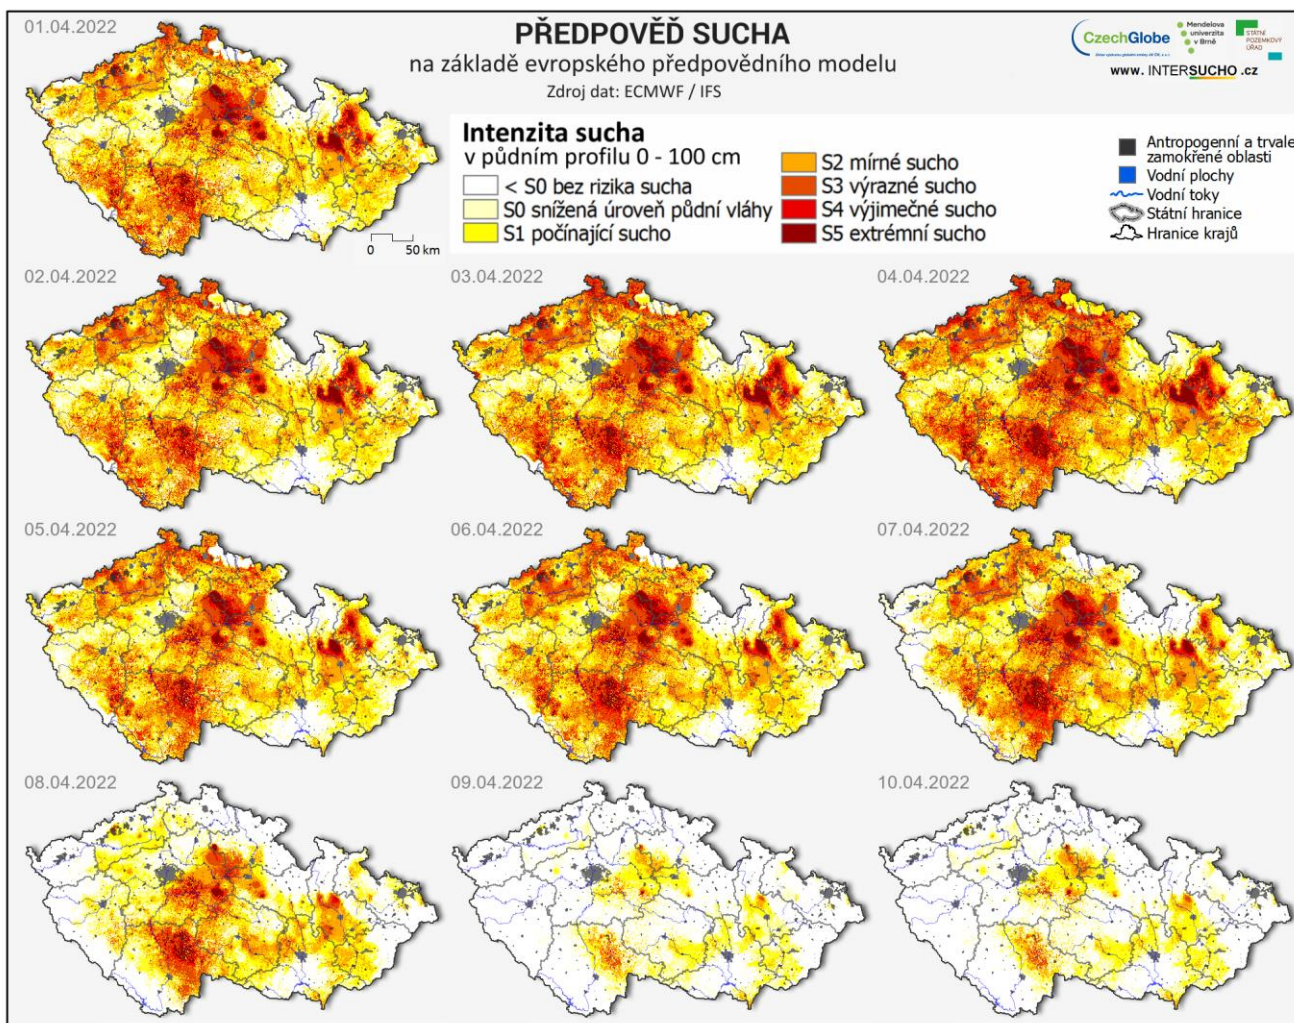 01.04.2022
PŘEDPOVĚĎ SUCHA
na základě evropského předpovědního modelu
Zdroj dat: ECMWF / IFS
CzechGlobe
Mendelova
univerzita
v Brně
STÁTNÍ
POZEMKOVÝ
ÚŘAD
www. INTERSUCHO .cz
Intenzita sucha
v půdním profilu 0 - 100 cm
< S0 bez rizika sucha
S0 snížená úroveň půdní vláhy
S1 počínající sucho
S2 mírné sucho
S3 výrazné sucho
S4 výjimečné sucho
S5 extrémní sucho
Antropogenní a trvale
zamokřené oblasti
Vodní plochy
Vodní toky
Státní hranice
Hranice krajů
0 50 km
02.04.2022
03.04.2022
04.04.2022
05.04.2022
06.04.2022
07.04.2022
08.04.2022
09.04.2022
10.04.2022